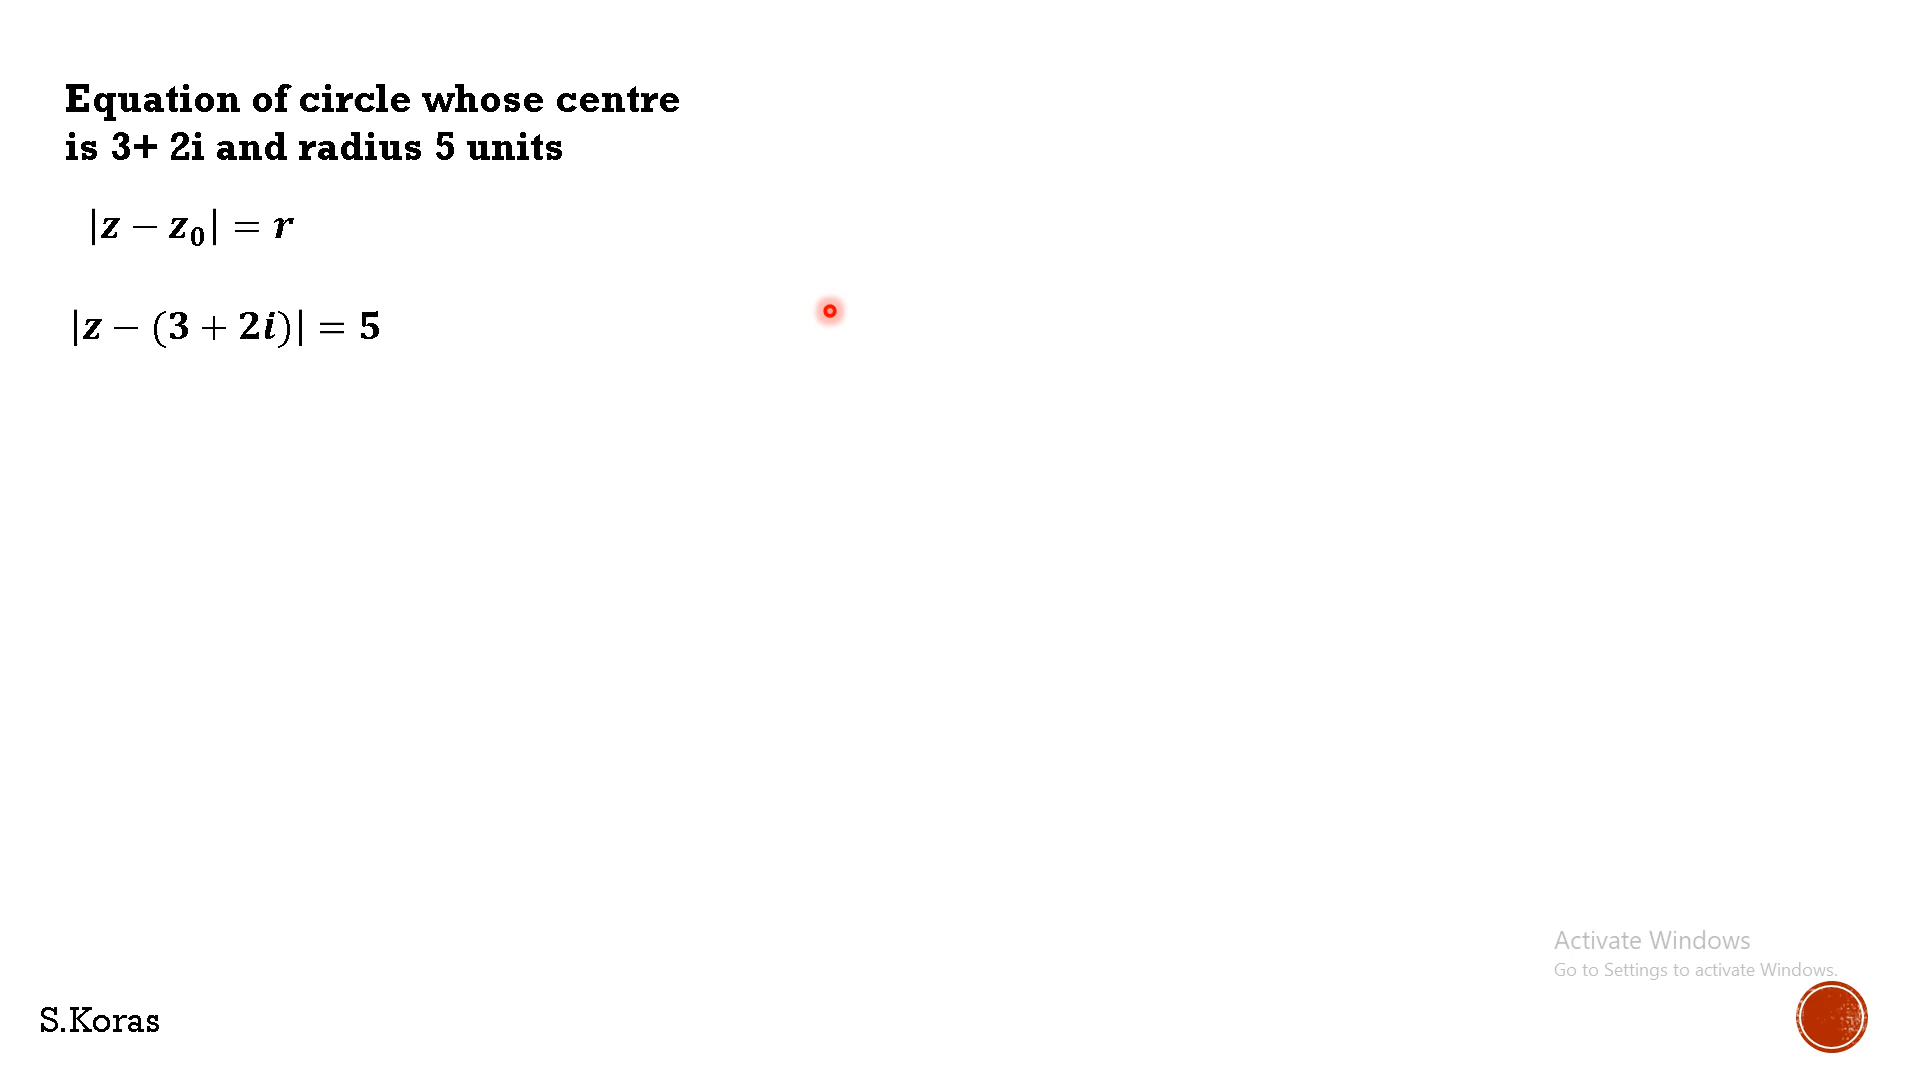 Equation of circle whose centre
is 3+ 2i and radius 5 units
|z − z₀| = r
|z − (3 + 2i)| = 5
Activate Windows
Go to Settings to activate Windows.
S.Koras